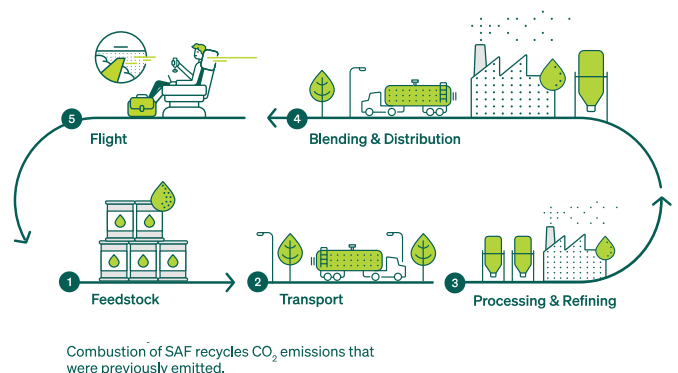 5
Flight
4
Blending & Distribution
1
Feedstock
2
Transport
3
Processing & Refining
Combustion of SAF recycles CO₂ emissions that
were previously emitted.